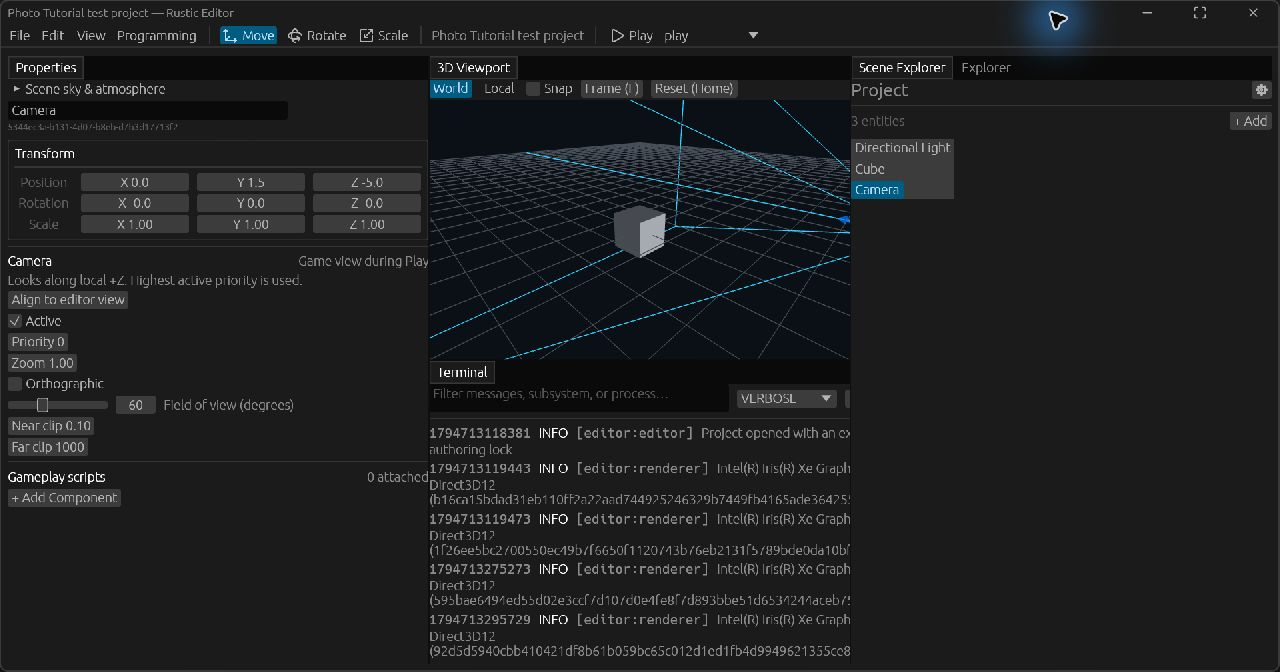 Photo Tutorial test project — Rustic Editor
File Edit View Programming Move Rotate Scale Photo Tutorial test project Play play
Properties
Scene sky & atmosphere
Camera
Transform
Position X 0.0 Y 1.5 Z -5.0
Rotation X 0.0 Y 0.0 Z 0.0
Scale X 1.00 Y 1.00 Z 1.00
Camera Game view during Play
Looks along local +Z. Highest active priority is used.
Align to editor view
Active
Priority 0
Zoom 1.00
Orthographic
60 Field of view (degrees)
Near clip 0.10
Far clip 1000
Gameplay scripts 0 attached
+ Add Component
3D Viewport
World Local Snap Frame (F) Reset (Home)
Terminal
Filter messages, subsystem, or process… VERBOSE
1794713118381 INFO [editor:editor] Project opened with an ex
authoring lock
1794713119443 INFO [editor:renderer] Intel(R) Iris(R) Xe Graph
Direct3D12
(b16ca15bdad31eb110ff2a22aad744925246329b7449fb4165ade364255
1794713119473 INFO [editor:renderer] Intel(R) Iris(R) Xe Graph
Direct3D12
(1f26ee5bc2700550ec49b7f6650f1120743b76eb2131f5789bde0da10bf
1794713275273 INFO [editor:renderer] Intel(R) Iris(R) Xe Graph
Direct3D12
(595bae6494ed55d02e3ccf7d107d0e4fe8f7d893bbe51d6534244aceb75
1794713295729 INFO [editor:renderer] Intel(R) Iris(R) Xe Graph
Direct3D12
(92d5d5940cbb410421df8b61b059bc65c012d1ed1fb4d9949621355ce8
Scene Explorer Explorer
Project
3 entities + Add
Directional Light
Cube
Camera